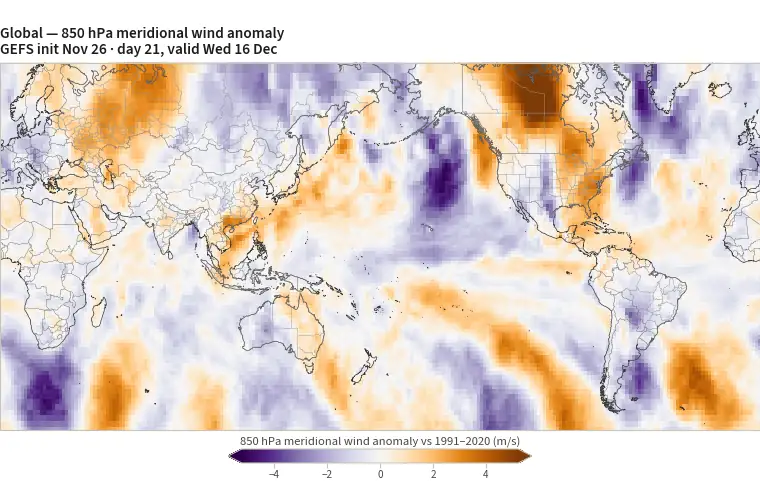 Global — 850 hPa meridional wind anomaly
GEFS init Nov 26 · day 21, valid Wed 16 Dec
850 hPa meridional wind anomaly vs 1991–2020 (m/s)
−4 −2 0 2 4